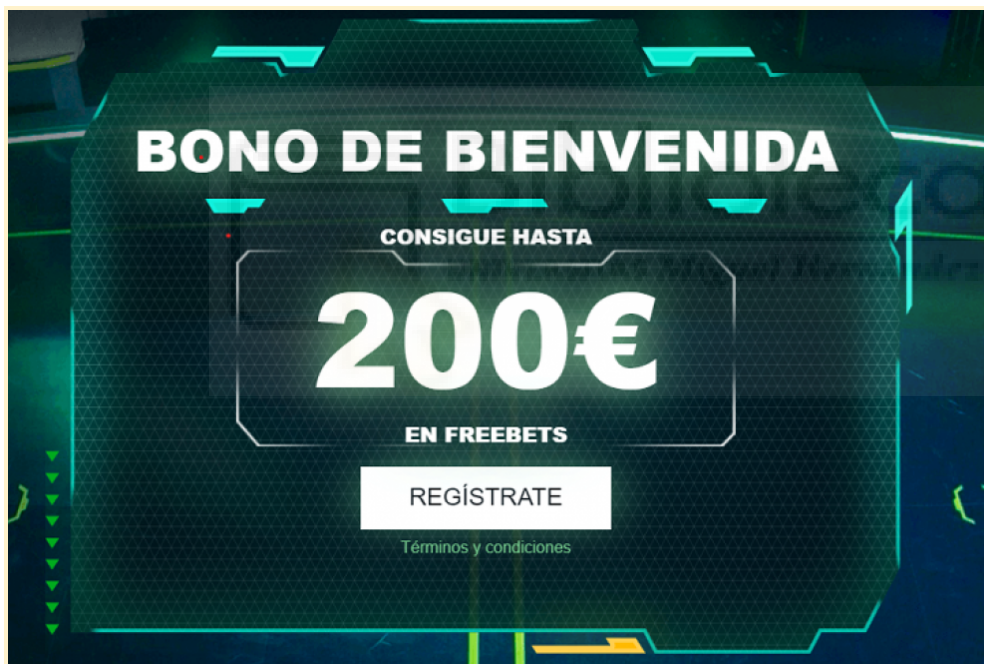 BONO DE BIENVENIDA
CONSIGUE HASTA
200€
EN FREEBETS
REGÍSTRATE
Términos y condiciones